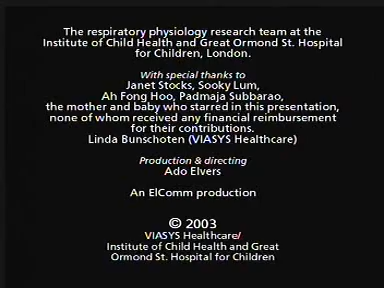 The respiratory physiology research team at the
Institute of Child Health and Great Ormond St. Hospital
for Children, London.
With special thanks to
Janet Stocks, Sooky Lum,
Ah Fong Hoo, Padmaja Subbarao,
the mother and baby who starred in this presentation,
none of whom received any financial reimbursement
for their contributions.
Linda Bunschoten (VIASYS Healthcare)
Production & directing
Ado Elvers
An ElComm production
© 2003
VIASYS Healthcare/
Institute of Child Health and Great
Ormond St. Hospital for Children